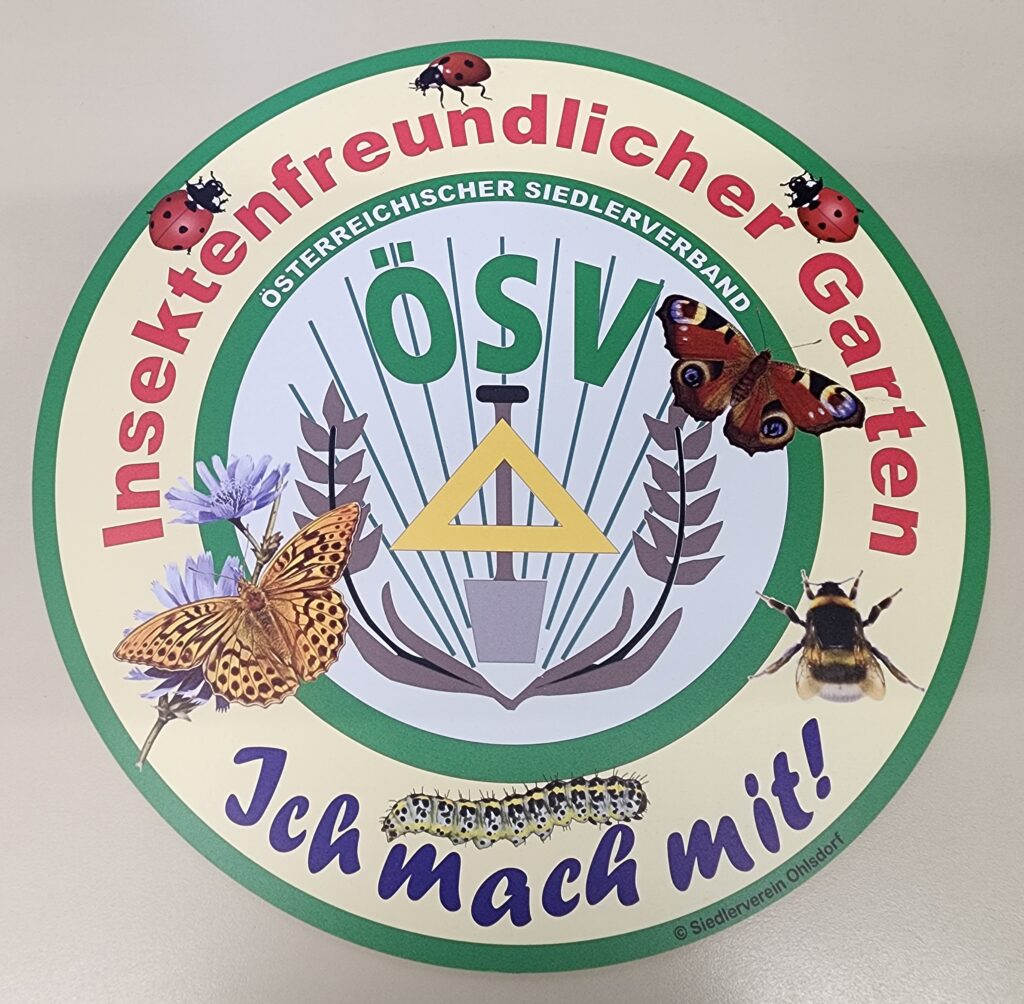 Insektenfreundlicher Garten
ÖSTERREICHISCHER SIEDLERVERBAND
ÖSV
Ich mach mit!
© Siedlerverein Ohlsdorf